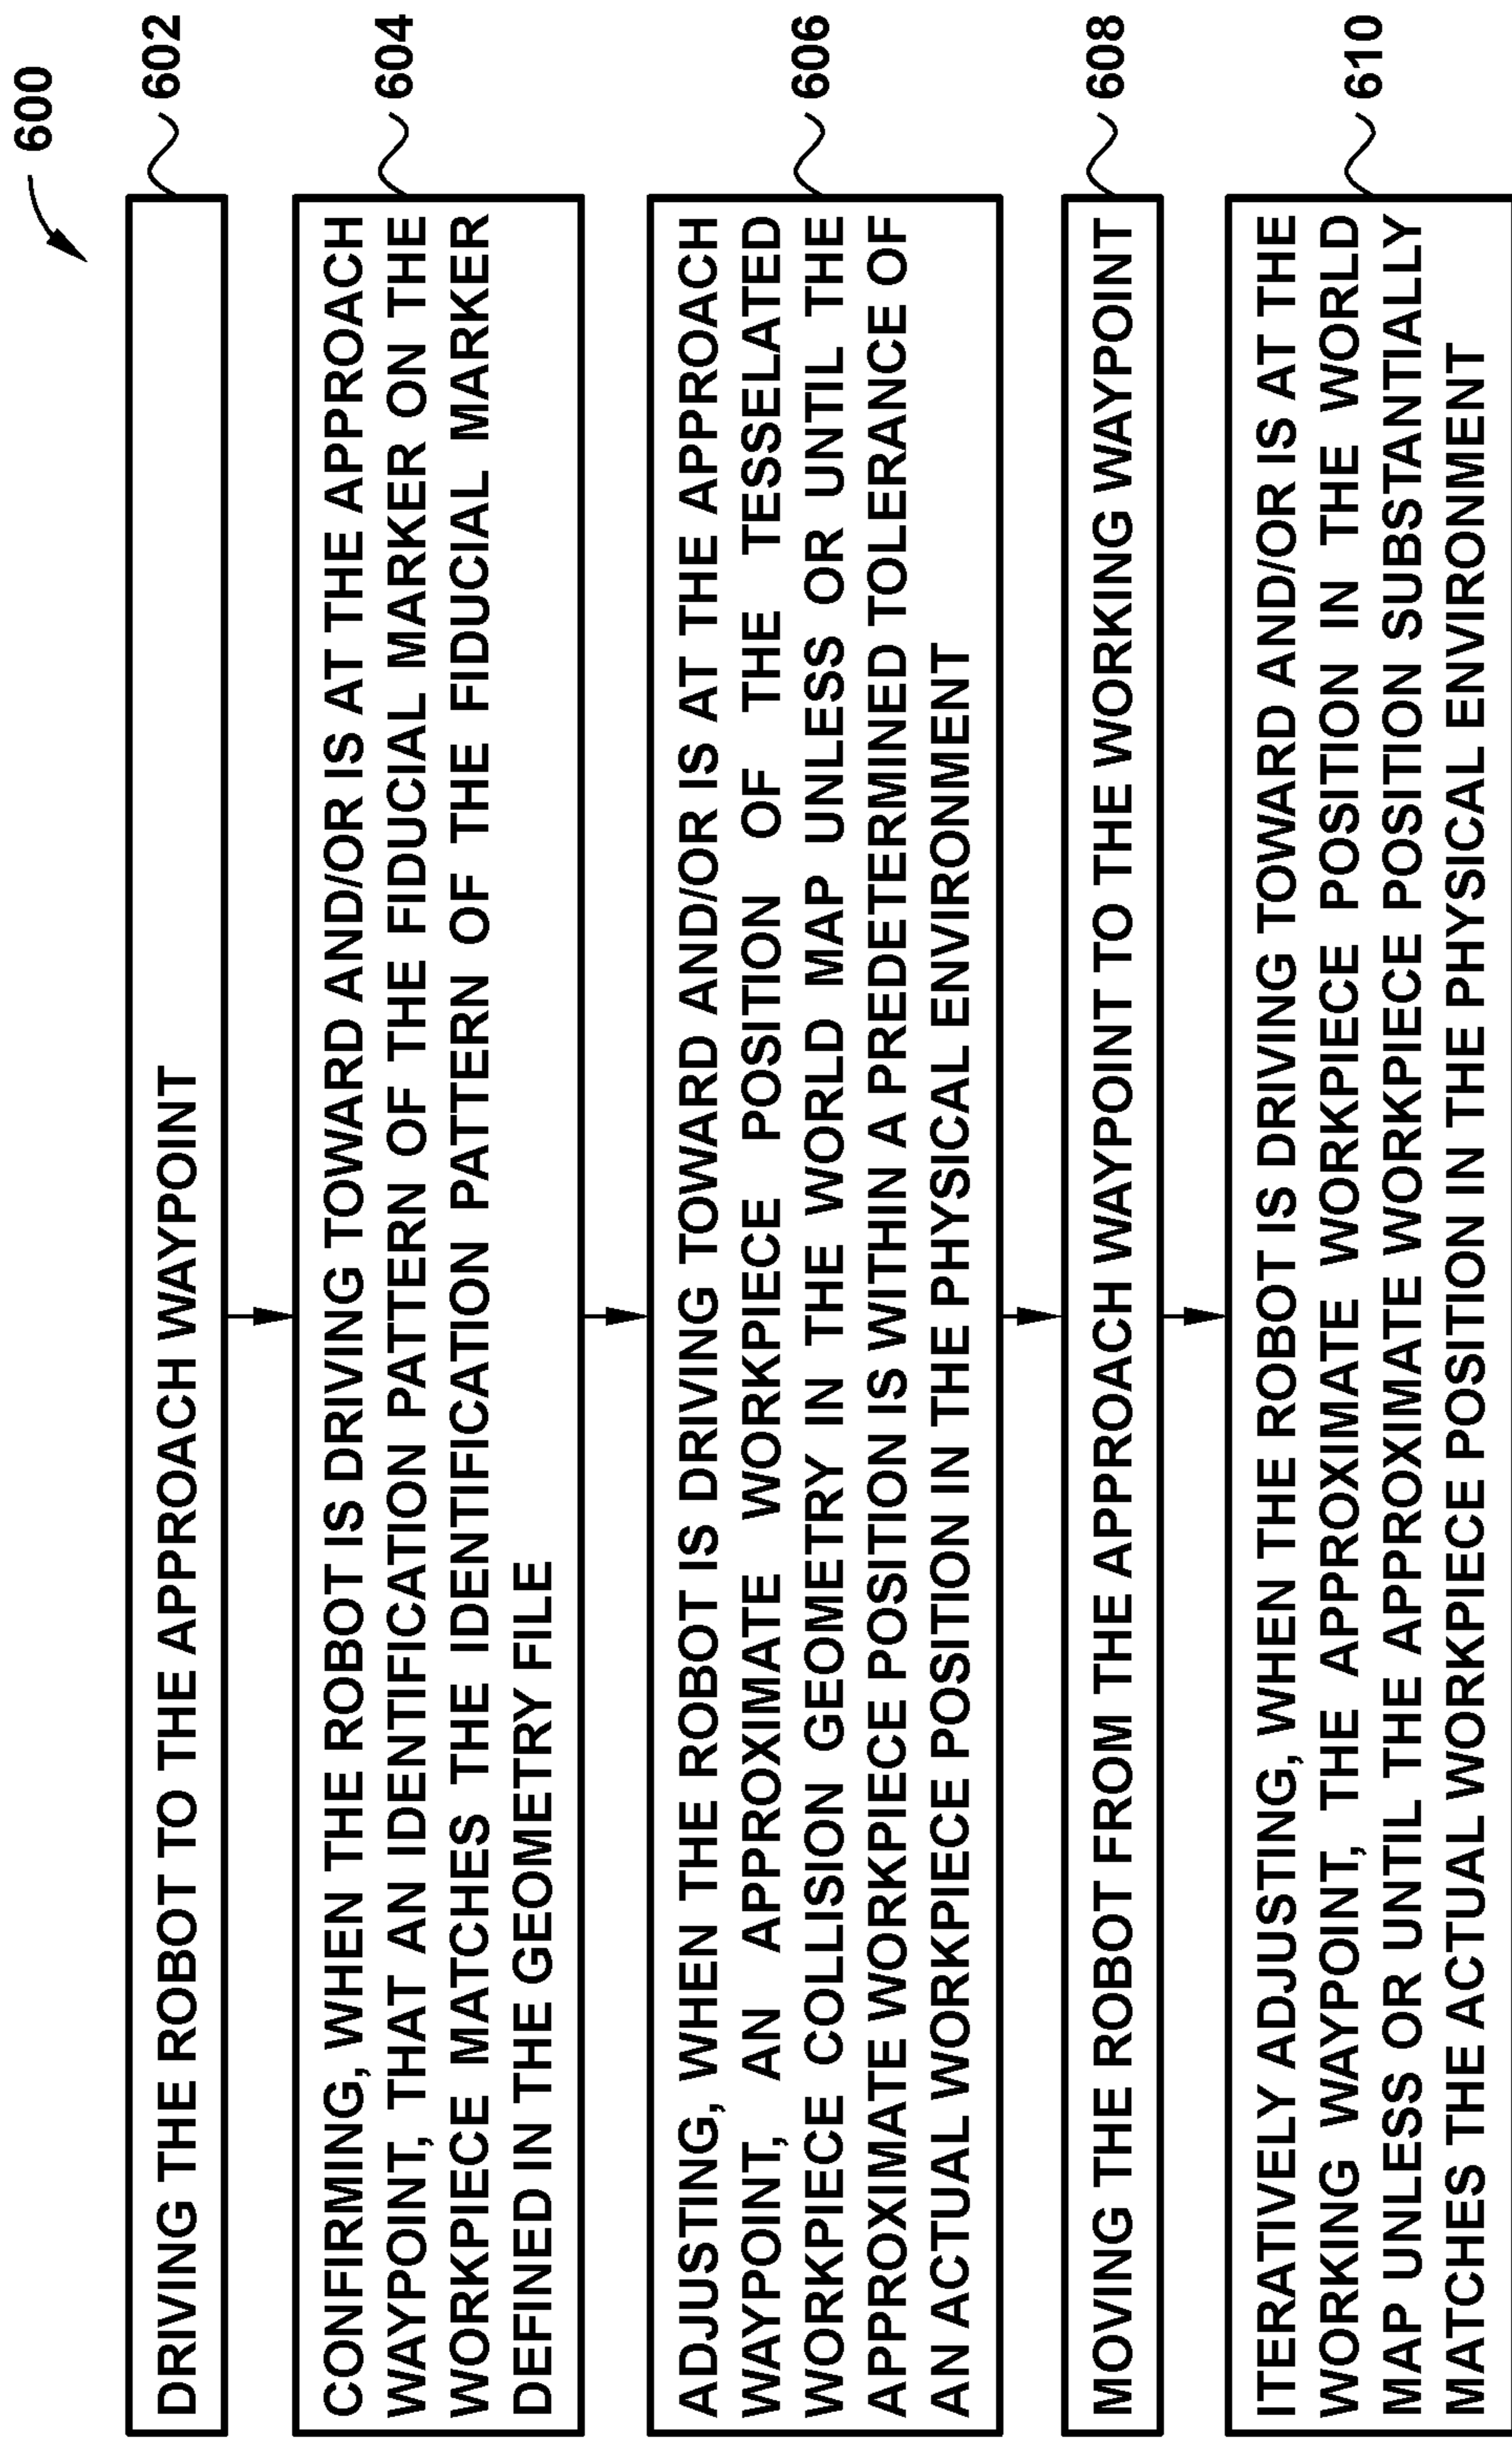 600
DRIVING THE ROBOT TO THE APPROACH WAYPOINT
602
CONFIRMING, WHEN THE ROBOT IS DRIVING TOWARD AND/OR IS AT THE APPROACH
WAYPOINT, THAT AN IDENTIFICATION PATTERN OF THE FIDUCIAL MARKER ON THE
WORKPIECE MATCHES THE IDENTIFICATION PATTERN OF THE FIDUCIAL MARKER
DEFINED IN THE GEOMETRY FILE
604
ADJUSTING, WHEN THE ROBOT IS DRIVING TOWARD AND/OR IS AT THE APPROACH
WAYPOINT, AN APPROXIMATE WORKPIECE POSITION OF THE TESSELATED
WORKPIECE COLLISION GEOMETRY IN THE WORLD MAP UNLESS OR UNTIL THE
APPROXIMATE WORKPIECE POSITION IS WITHIN A PREDETERMINED TOLERANCE OF
AN ACTUAL WORKPIECE POSITION IN THE PHYSICAL ENVIRONMENT
606
MOVING THE ROBOT FROM THE APPROACH WAYPOINT TO THE WORKING WAYPOINT
608
ITERATIVELY ADJUSTING, WHEN THE ROBOT IS DRIVING TOWARD AND/OR IS AT THE
WORKING WAYPOINT, THE APPROXIMATE WORKPIECE POSITION IN THE WORLD
MAP UNLESS OR UNTIL THE APPROXIMATE WORKPIECE POSITION SUBSTANTIALLY
MATCHES THE ACTUAL WORKPIECE POSITION IN THE PHYSICAL ENVIRONMENT
610